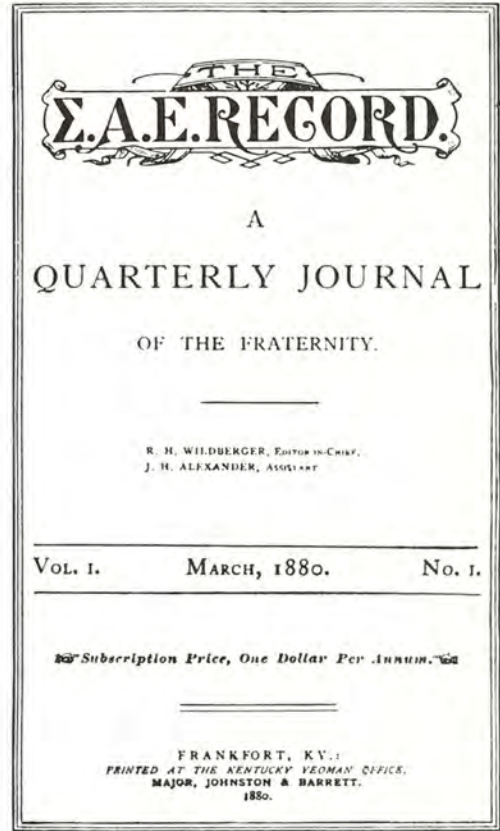 THE
Σ.A.E. RECORD.
A
QUARTERLY JOURNAL
OF THE FRATERNITY.
R. H. WILDBERGER, EDITOR IN-CHIEF,
J. H. ALEXANDER, ASSISTANT
VOL. I. MARCH, 1880. NO. I.
Subscription Price, One Dollar Per Annum.
FRANKFORT, KY.:
PRINTED AT THE KENTUCKY YEOMAN OFFICE.
MAJOR, JOHNSTON & BARRETT.
1880.